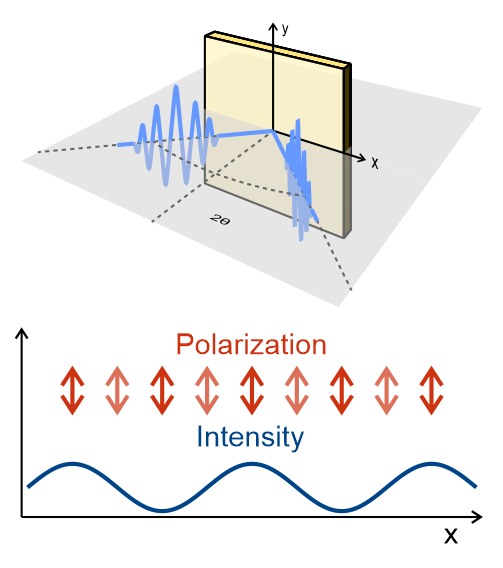 y
x
2θ
Polarization
Intensity
x